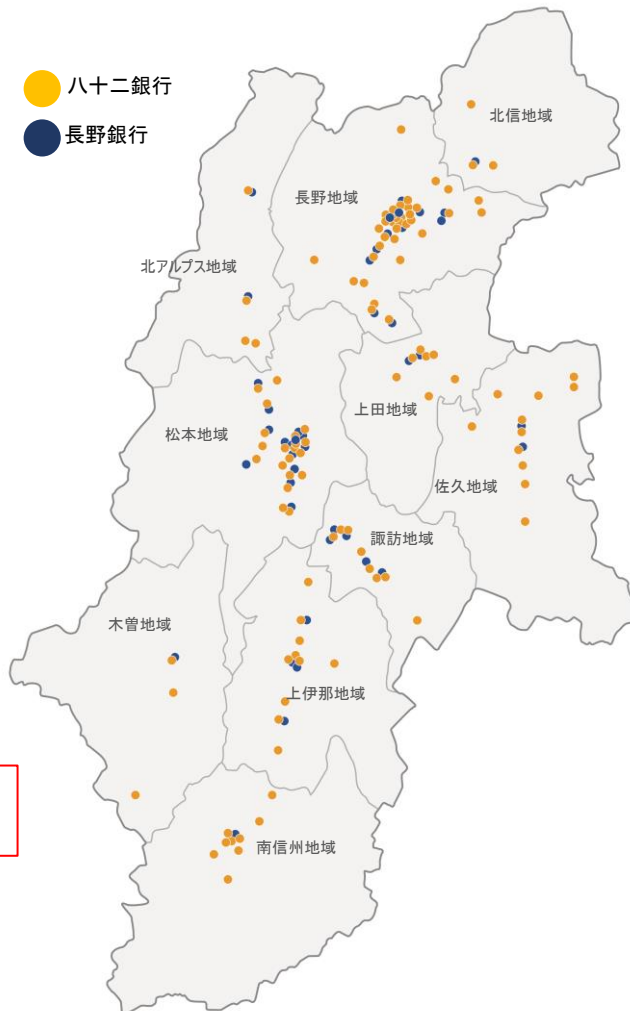 八十二銀行
長野銀行
北信地域
長野地域
北アルプス地域
上田地域
松本地域
佐久地域
諏訪地域
木曽地域
上伊那地域
南信州地域